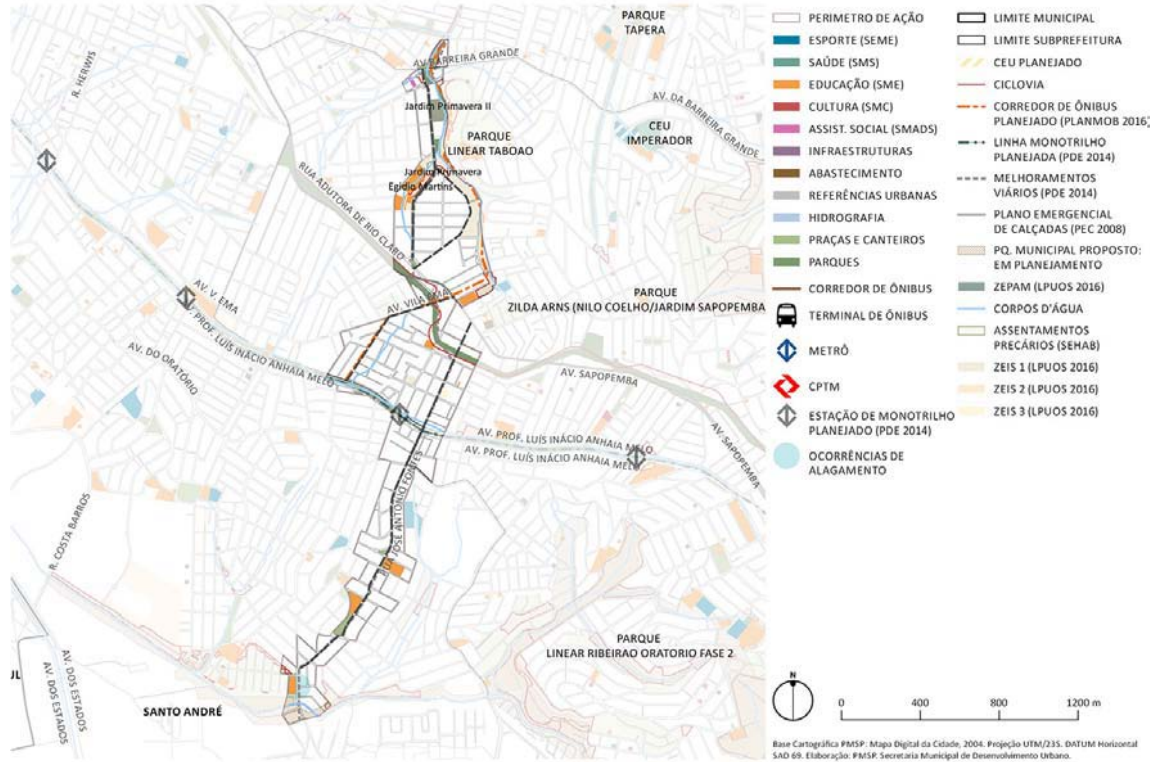 PARQUE
TAPERA
R. HERWIS
AV. BARREIRA GRANDE
Jardim Primavera II
AV. DA BARREIRA GRANDE
PARQUE
LINEAR TABOAO
CEU
IMPERADOR
Jardim Primavera
Egidio Martins
RUA ADUTORA DE RIO CLARO
AV. V. EMA
AV. VILA EMA
PARQUE
ZILDA ARNS (NILO COELHO/JARDIM SAPOPEMBA
AV. PROF. LUÍS INÁCIO ANHAIA MELO
AV. DO ORATÓRIO
AV. SAPOPEMBA
AV. PROF. LUÍS INÁCIO ANHAIA MELO
AV. PROF. LUÍS INÁCIO ANHAIA MELO
AV. SAPOPEMBA
RUA JOSE ANTONIO FONTES
R. COSTA BARROS
PARQUE
LINEAR RIBEIRAO ORATORIO FASE 2
UL
AV. DOS ESTADOS
AV. DOS ESTADOS
SANTO ANDRÉ
PERIMETRO DE AÇÃO
ESPORTE (SEME)
SAÚDE (SMS)
EDUCAÇÃO (SME)
CULTURA (SMC)
ASSIST. SOCIAL (SMADS)
INFRAESTRUTURAS
ABASTECIMENTO
REFERÊNCIAS URBANAS
HIDROGRAFIA
PRAÇAS E CANTEIROS
PARQUES
CORREDOR DE ÔNIBUS
TERMINAL DE ÔNIBUS
METRÔ
CPTM
ESTAÇÃO DE MONOTRILHO
PLANEJADO (PDE 2014)
OCORRÊNCIAS DE
ALAGAMENTO
LIMITE MUNICIPAL
LIMITE SUBPREFEITURA
CEU PLANEJADO
CICLOVIA
CORREDOR DE ÔNIBUS
PLANEJADO (PLANMOB 2016)
LINHA MONOTRILHO
PLANEJADA (PDE 2014)
MELHORAMENTOS
VIÁRIOS (PDE 2014)
PLANO EMERGENCIAL
DE CALÇADAS (PEC 2008)
PQ. MUNICIPAL PROPOSTO:
EM PLANEJAMENTO
ZEPAM (LPUOS 2016)
CORPOS D'ÁGUA
ASSENTAMENTOS
PRECÁRIOS (SEHAB)
ZEIS 1 (LPUOS 2016)
ZEIS 2 (LPUOS 2016)
ZEIS 3 (LPUOS 2016)
N
0 400 800 1200 m
Base Cartográfica PMSP: Mapa Digital da Cidade, 2004. Projeção UTM/23S. DATUM Horizontal
SAD 69. Elaboração: PMSP. Secretaria Municipal de Desenvolvimento Urbano.